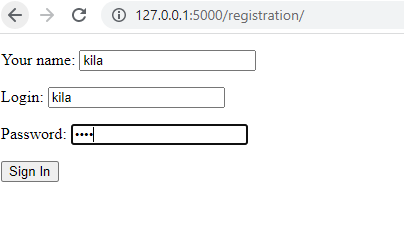 127.0.0.1:5000/registration/
Your name: kila
Login: kila
Password: ••••
Sign In